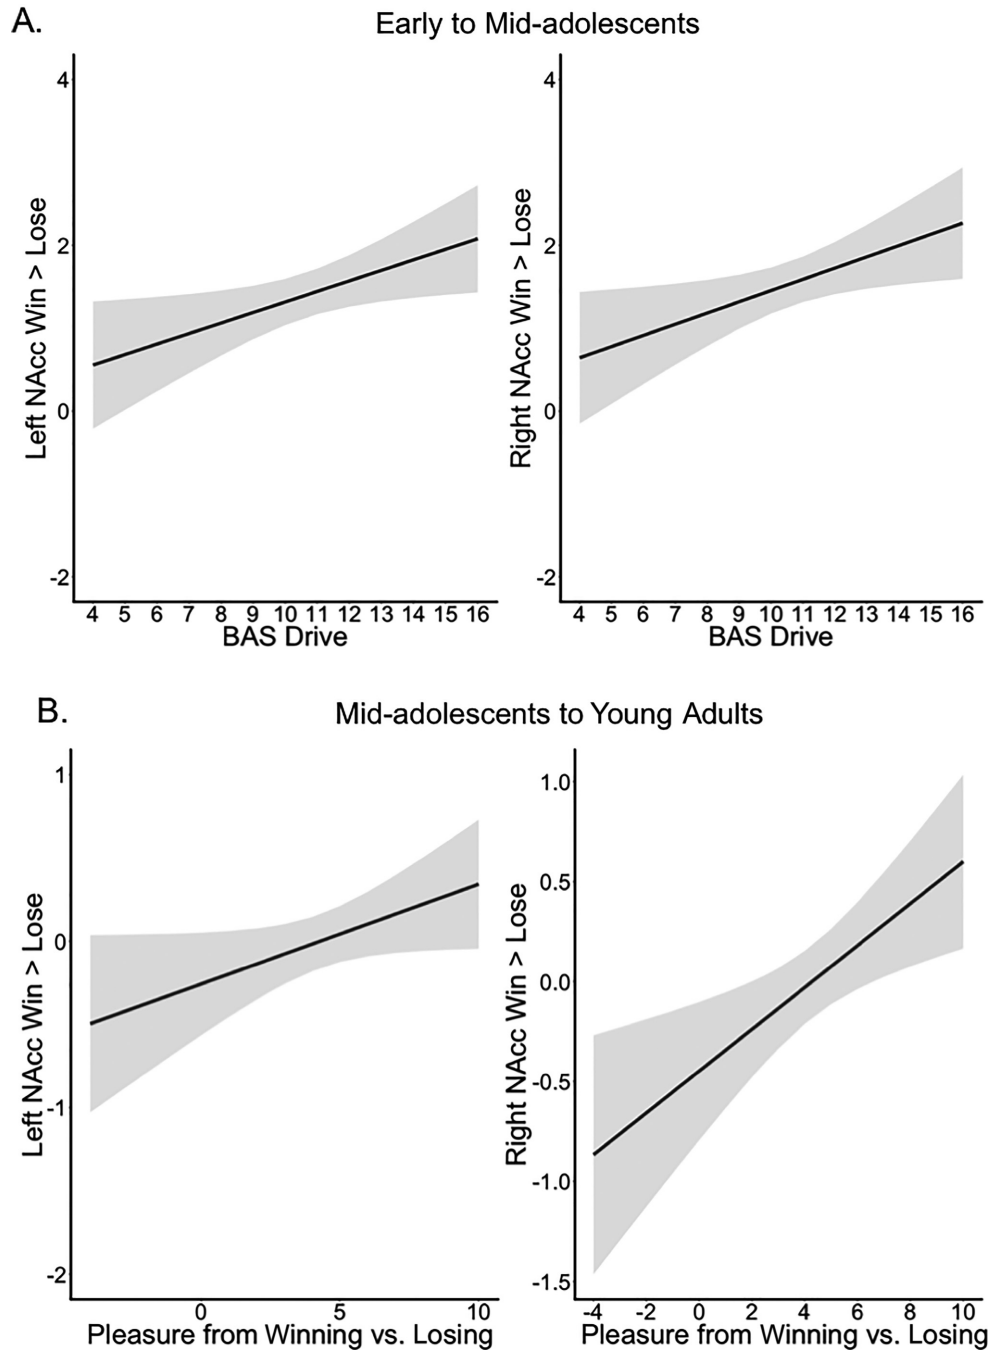 A.
Early to Mid-adolescents
4
2
0
-2
Left NAcc Win > Lose
4 5 6 7 8 9 10 11 12 13 14 15 16
BAS Drive
4
2
0
-2
Right NAcc Win > Lose
4 5 6 7 8 9 10 11 12 13 14 15 16
BAS Drive
B.
Mid-adolescents to Young Adults
1
0
-1
-2
Left NAcc Win > Lose
0 5 10
Pleasure from Winning vs. Losing
1.0
0.5
0.0
-0.5
-1.0
-1.5
Right NAcc Win > Lose
-4 -2 0 2 4 6 8 10
Pleasure from Winning vs. Losing